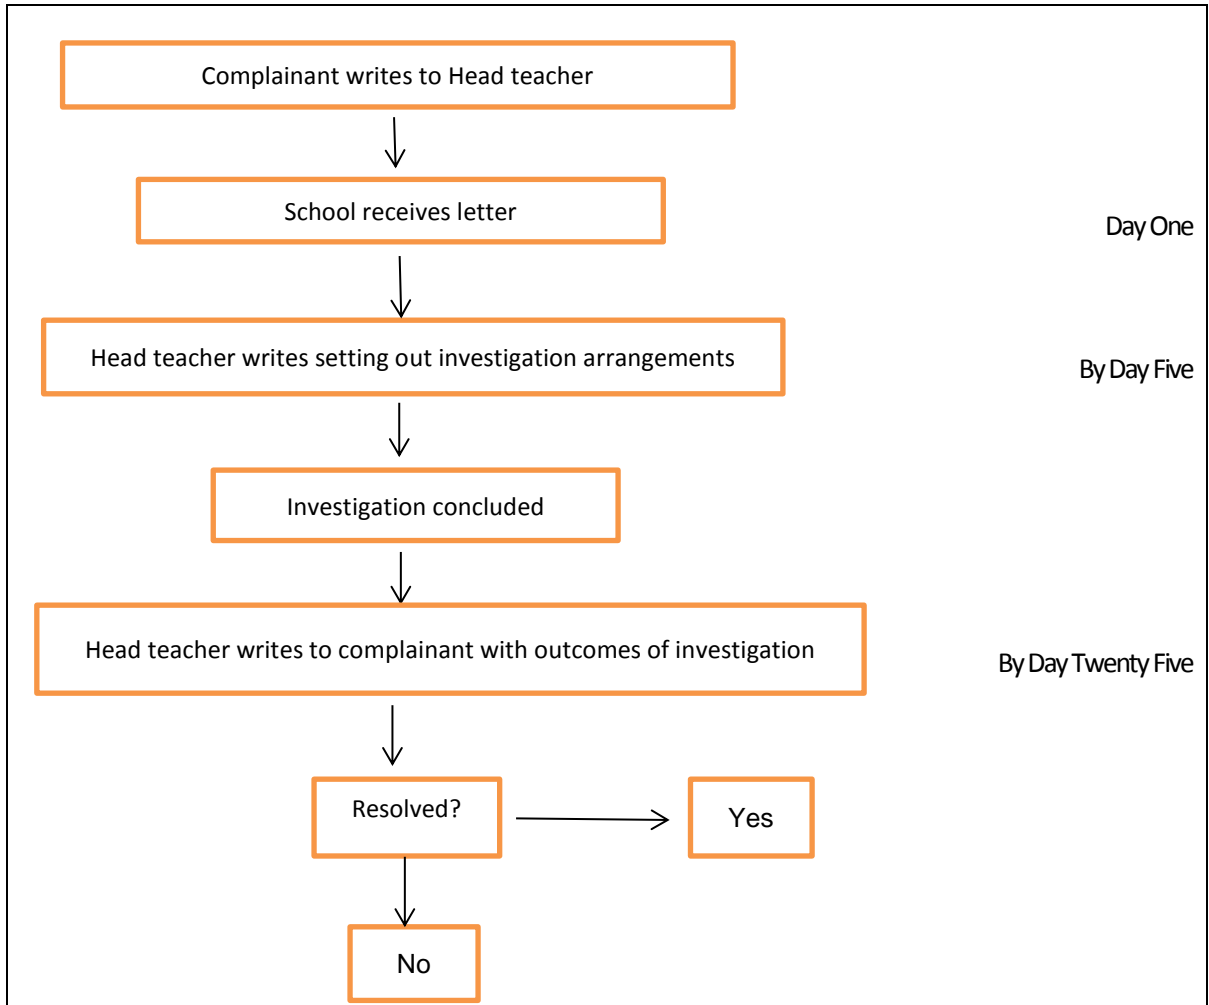 Complainant writes to Head teacher
School receives letter
Day One
Head teacher writes setting out investigation arrangements
By Day Five
Investigation concluded
Head teacher writes to complainant with outcomes of investigation
By Day Twenty Five
Resolved?
Yes
No